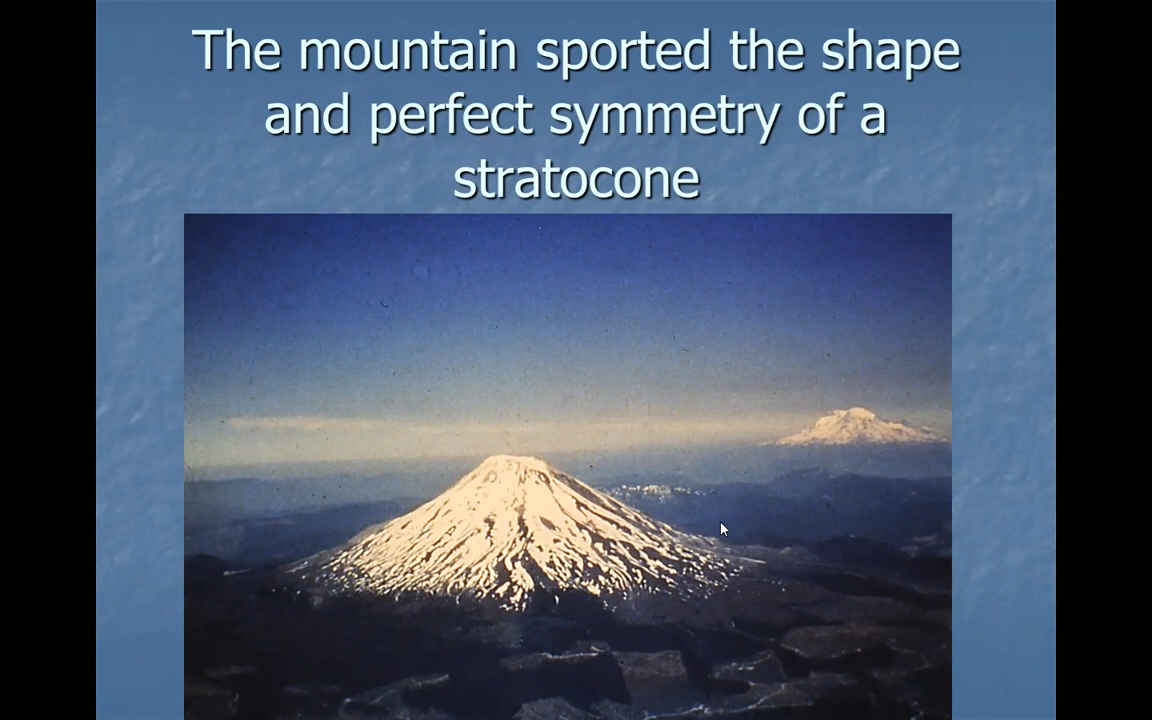 The mountain sported the shape
and perfect symmetry of a
stratocone